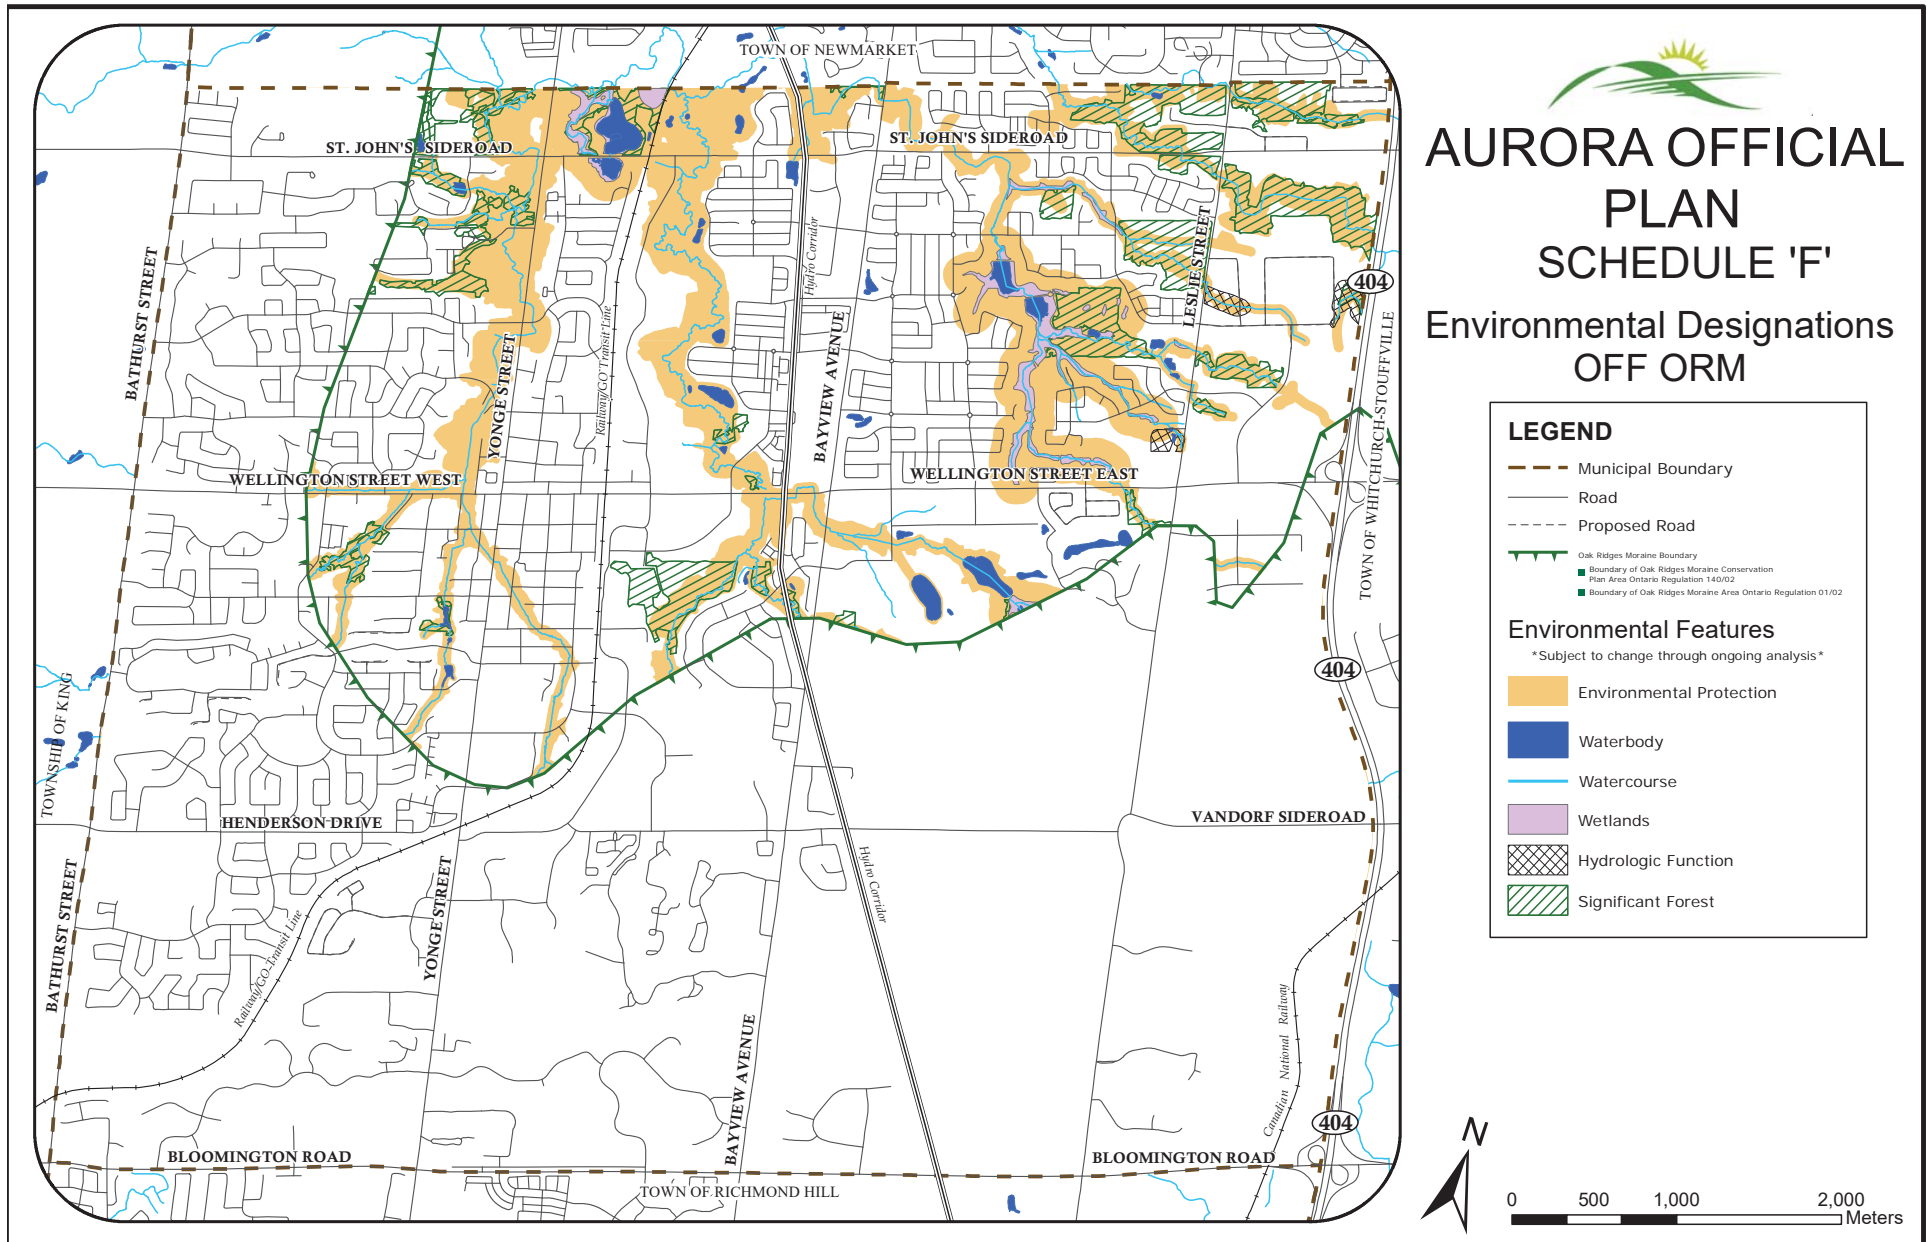 AURORA OFFICIAL
PLAN
SCHEDULE 'F'
Environmental Designations
OFF ORM
LEGEND
Municipal Boundary
Road
Proposed Road
Oak Ridges Moraine Boundary
Boundary of Oak Ridges Moraine Conservation
Plan Area Ontario Regulation 140/02
Boundary of Oak Ridges Moraine Area Ontario Regulation 01/02
Environmental Features
*Subject to change through ongoing analysis*
Environmental Protection
Waterbody
Watercourse
Wetlands
Hydrologic Function
Significant Forest
N
0 500 1,000 2,000
Meters
TOWN OF NEWMARKET
ST. JOHN'S SIDEROAD
ST. JOHN'S SIDEROAD
BATHURST STREET
YONGE STREET
Railway/GO Transit Line
Hydro Corridor
BAYVIEW AVENUE
LESLIE STREET
404
TOWN OF WHITCHURCH-STOUFFVILLE
WELLINGTON STREET WEST
WELLINGTON STREET EAST
404
TOWNSHIP OF KING
HENDERSON DRIVE
VANDORF SIDEROAD
BATHURST STREET
YONGE STREET
Railway/GO Transit Line
Hydro Corridor
BAYVIEW AVENUE
Canadian National Railway
404
BLOOMINGTON ROAD
BLOOMINGTON ROAD
TOWN OF RICHMOND HILL